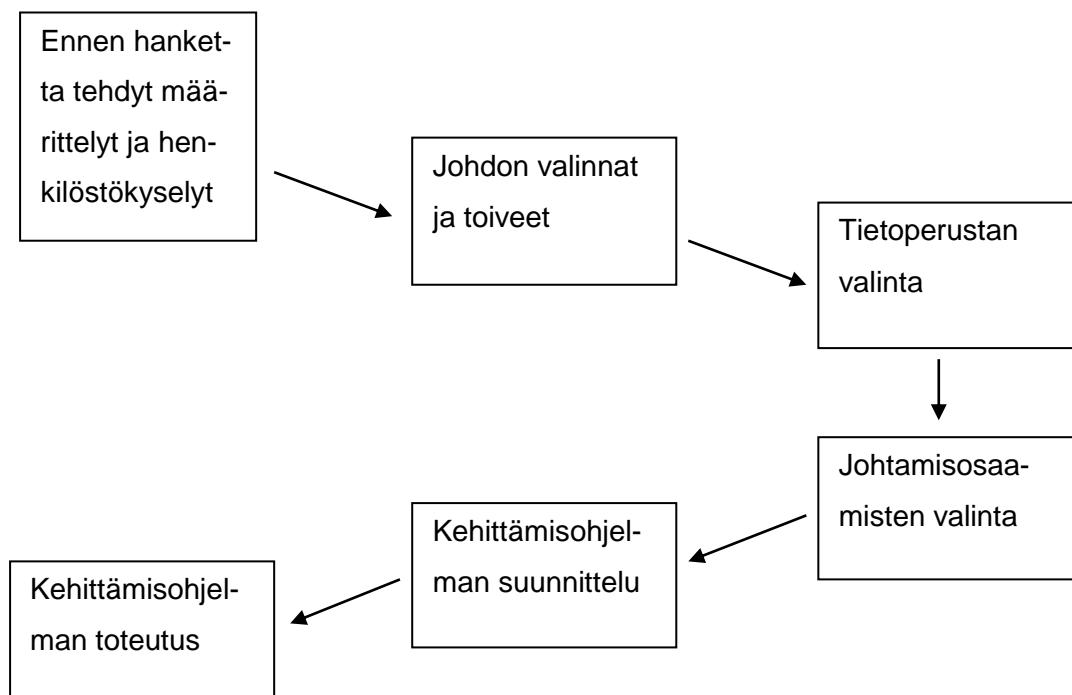 Ennen hanket-
ta tehdyt mää-
rittelyt ja hen-
kilöstökyselyt
Johdon valinnat
ja toiveet
Tietoperustan
valinta
Johtamisosaa-
misten valinta
Kehittämisohjel-
man suunnittelu
Kehittämisohjel-
man toteutus